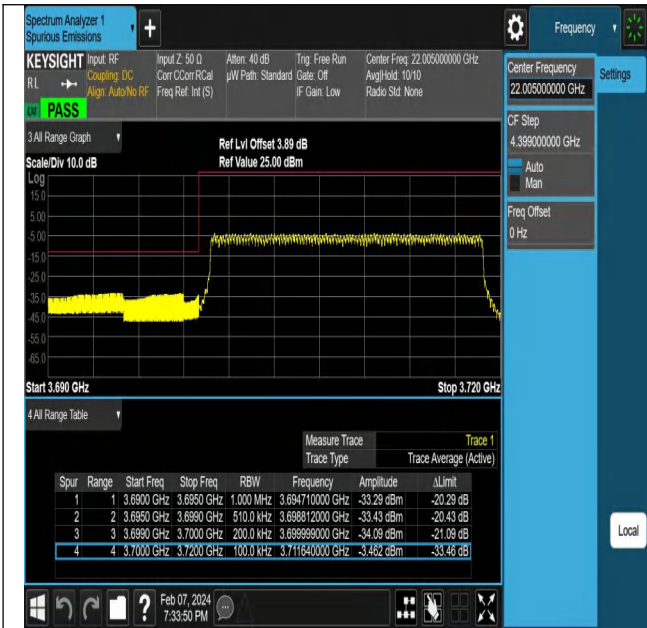 Spectrum Analyzer 1
Spurious Emissions
Frequency
KEYSIGHT
Input: RF
Coupling: DC
Align: Auto/No RF
Input Z: 50 Ω
Corr CCorr RCal
Freq Ref: Int (S)
Atten: 40 dB
µW Path: Standard
Trig: Free Run
Gate: Off
IF Gain: Low
Center Freq: 22.005000000 GHz
Avg|Hold: 10/10
Radio Std: None
RL
LXI
PASS
Center Frequency
22.005000000 GHz
Settings
CF Step
4.399000000 GHz
Auto
Man
Freq Offset
0 Hz
3 All Range Graph
Scale/Div 10.0 dB
Ref Lvl Offset 3.89 dB
Ref Value 25.00 dBm
Log
15.0
5.00
-5.00
-15.0
-25.0
-35.0
-45.0
-55.0
-65.0
Start 3.690 GHz
Stop 3.720 GHz
4 All Range Table
Measure Trace Trace 1
Trace Type Trace Average (Active)
Spur Range Start Freq Stop Freq RBW Frequency Amplitude ΔLimit
1 1 3.6900 GHz 3.6950 GHz 1.000 MHz 3.694710000 GHz -33.29 dBm -20.29 dB
2 2 3.6950 GHz 3.6990 GHz 510.0 kHz 3.698812000 GHz -33.43 dBm -20.43 dB
3 3 3.6990 GHz 3.7000 GHz 200.0 kHz 3.699999000 GHz -34.09 dBm -21.09 dB
4 4 3.7000 GHz 3.7200 GHz 100.0 kHz 3.711640000 GHz -3.462 dBm -33.46 dB
Local
Feb 07, 2024
7:33:50 PM